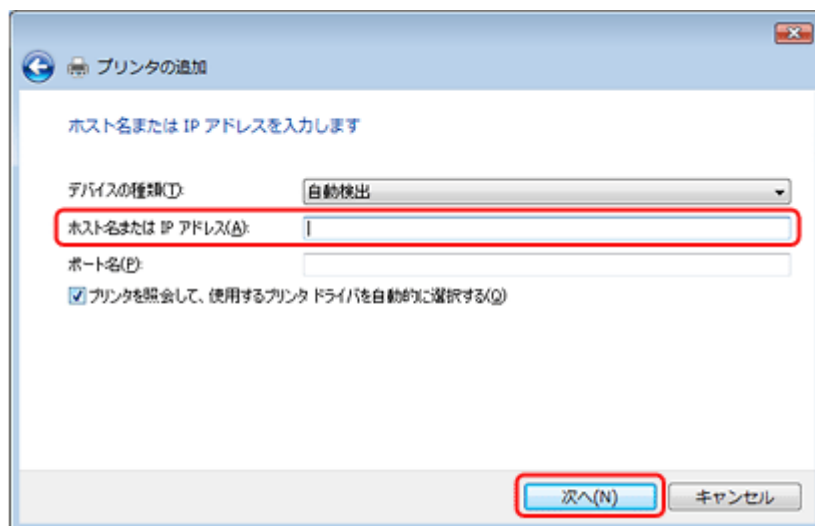 プリンタの追加
ホスト名または IP アドレスを入力します
デバイスの種類(T): 自動検出
ホスト名または IP アドレス(A):
ポート名(P):
プリンタを照会して、使用するプリンタ ドライバを自動的に選択する(Q)
次へ(N) キャンセル